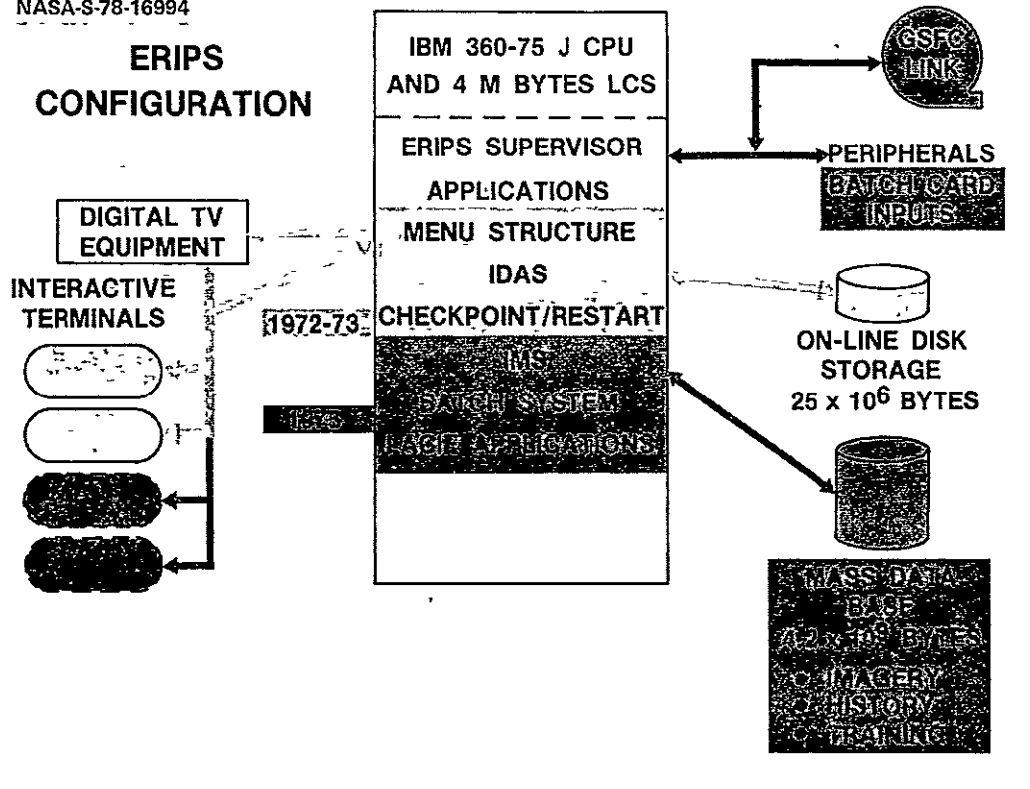 NASA-S-78-16994
ERIPS
CONFIGURATION
IBM 360-75 J CPU
AND 4 M BYTES LCS
ERIPS SUPERVISOR
APPLICATIONS
MENU STRUCTURE
IDAS
CHECKPOINT/RESTART
IMS
BATCH SYSTEM
LACIE APPLICATIONS
DIGITAL TV
EQUIPMENT
INTERACTIVE
TERMINALS
1972-73
GSFC
LINK
PERIPHERALS
BATCH CARD
INPUTS
ON-LINE DISK
STORAGE
25 x 10⁶ BYTES
MASS DATA
BASE
x 10⁹ BYTES
• IMAGERY
• HISTORY
• TRAINING